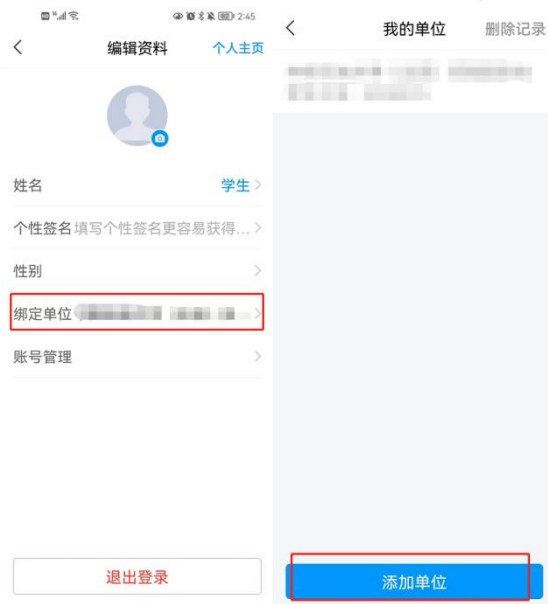 2:45
编辑资料
个人主页
姓名
学生
个性签名 填写个性签名更容易获得...
性别
绑定单位
账号管理
退出登录
我的单位
删除记录
添加单位